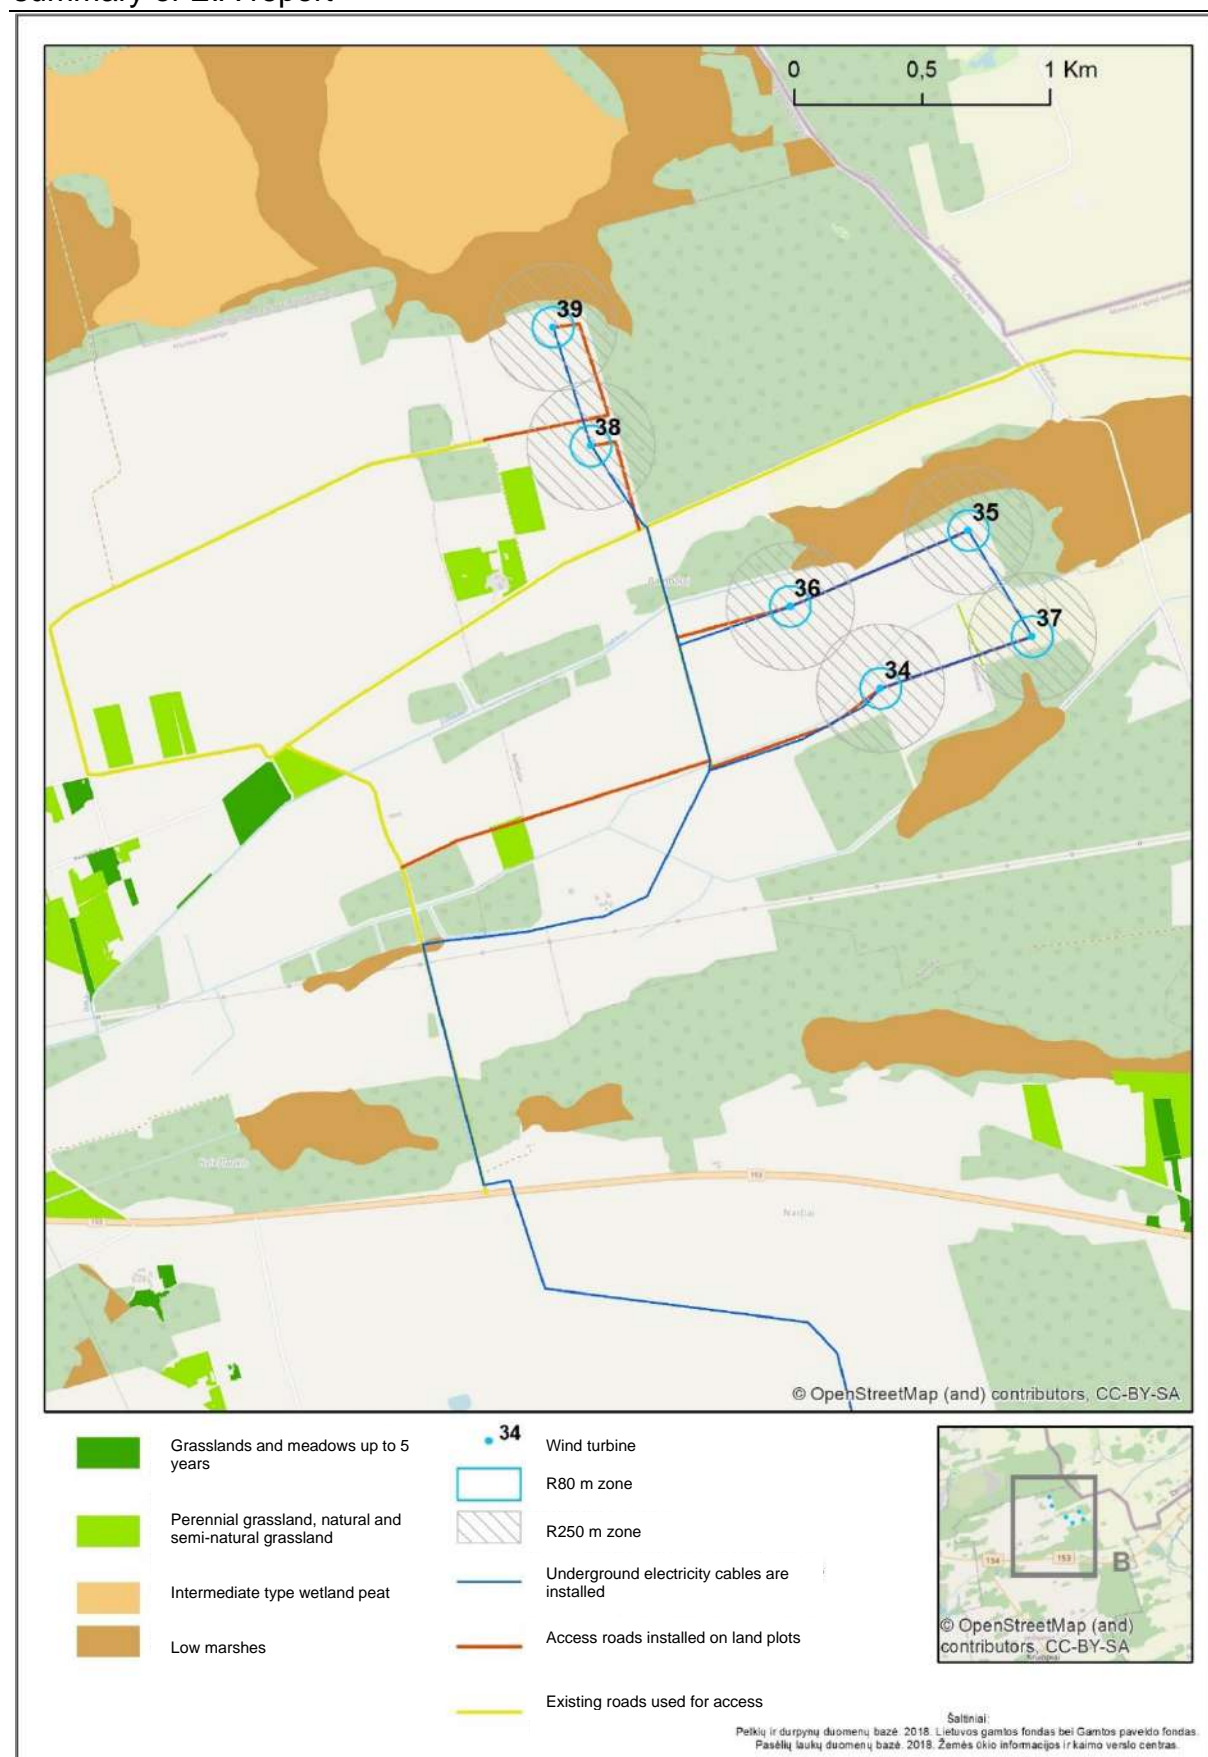 Summary of EIA report
0 0,5 1 Km
39
38
35
36
37
34
153
© OpenStreetMap (and) contributors, CC-BY-SA
Grasslands and meadows up to 5
years
Perennial grassland, natural and
semi-natural grassland
Intermediate type wetland peat
Low marshes
34
Wind turbine
R80 m zone
R250 m zone
Underground electricity cables are
installed
Access roads installed on land plots
Existing roads used for access
154
153
B
© OpenStreetMap (and)
contributors, CC-BY-SA
Šaltiniai:
Pelkių ir durpynų duomenų bazė. 2018. Lietuvos gamtos fondas bei Gamtos paveldo fondas.
Pasėlių laukų duomenų bazė. 2018. Žemės ūkio informacijos ir kaimo verslo centras.